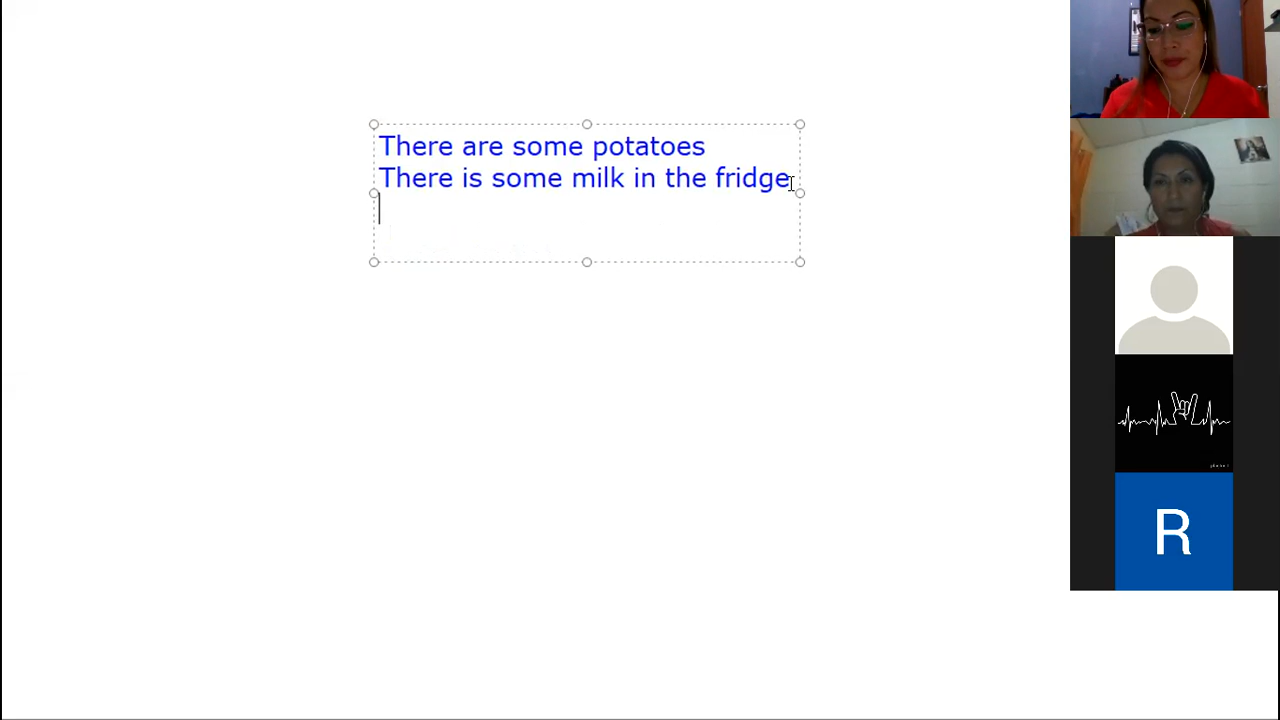 There are some potatoes
There is some milk in the fridge
R